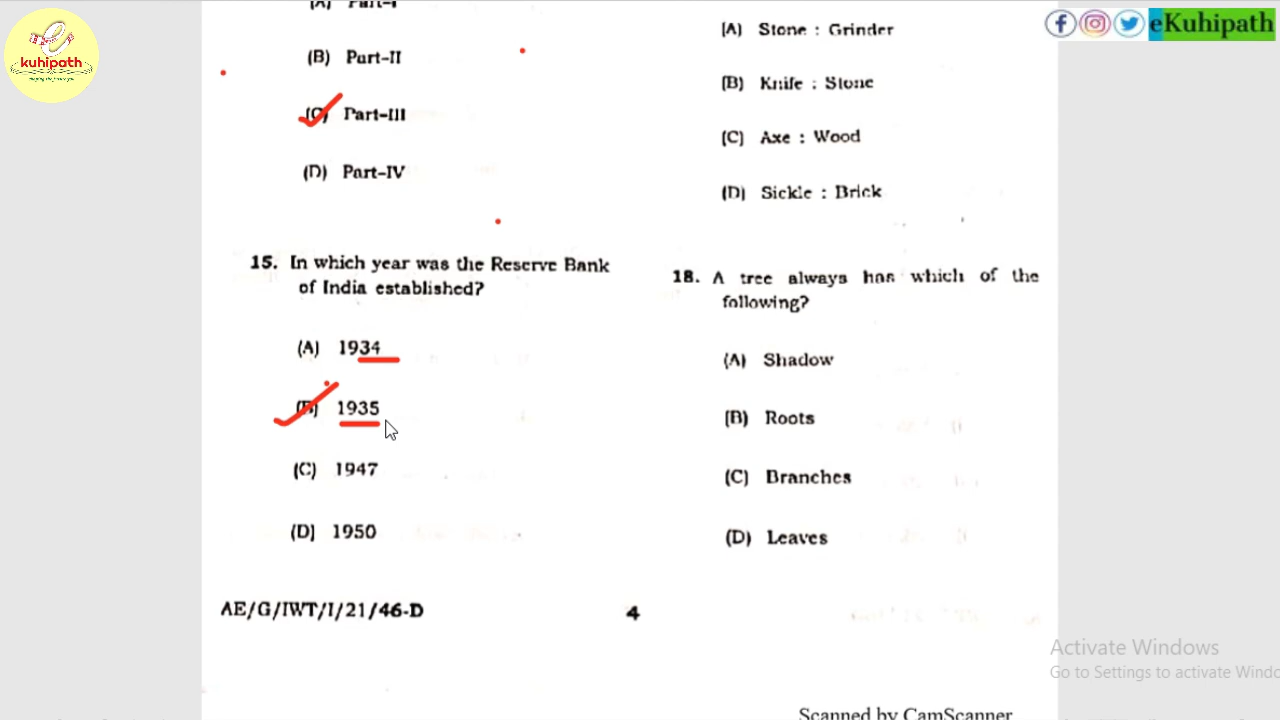 kuhipath
eKuhipath
(A) Part-I
(B) Part-II
(C) Part-III
(D) Part-IV
15. In which year was the Reserve Bank
of India established?
(A) 1934
(B) 1935
(C) 1947
(D) 1950
(A) Stone : Grinder
(B) Knife : Stone
(C) Axe : Wood
(D) Sickle : Brick
18. A tree always has which of the
following?
(A) Shadow
(B) Roots
(C) Branches
(D) Leaves
AE/G/IWT/I/21/46-D
4
Activate Windows
Go to Settings to activate Windo
Scanned by CamScanner